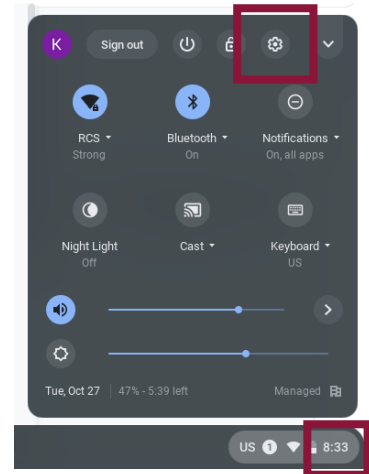 K Sign out
RCS Bluetooth Notifications
Strong On On, all apps
Night Light Cast Keyboard
Off US
Tue, Oct 27 | 47% - 5:39 left Managed
US 1 8:33